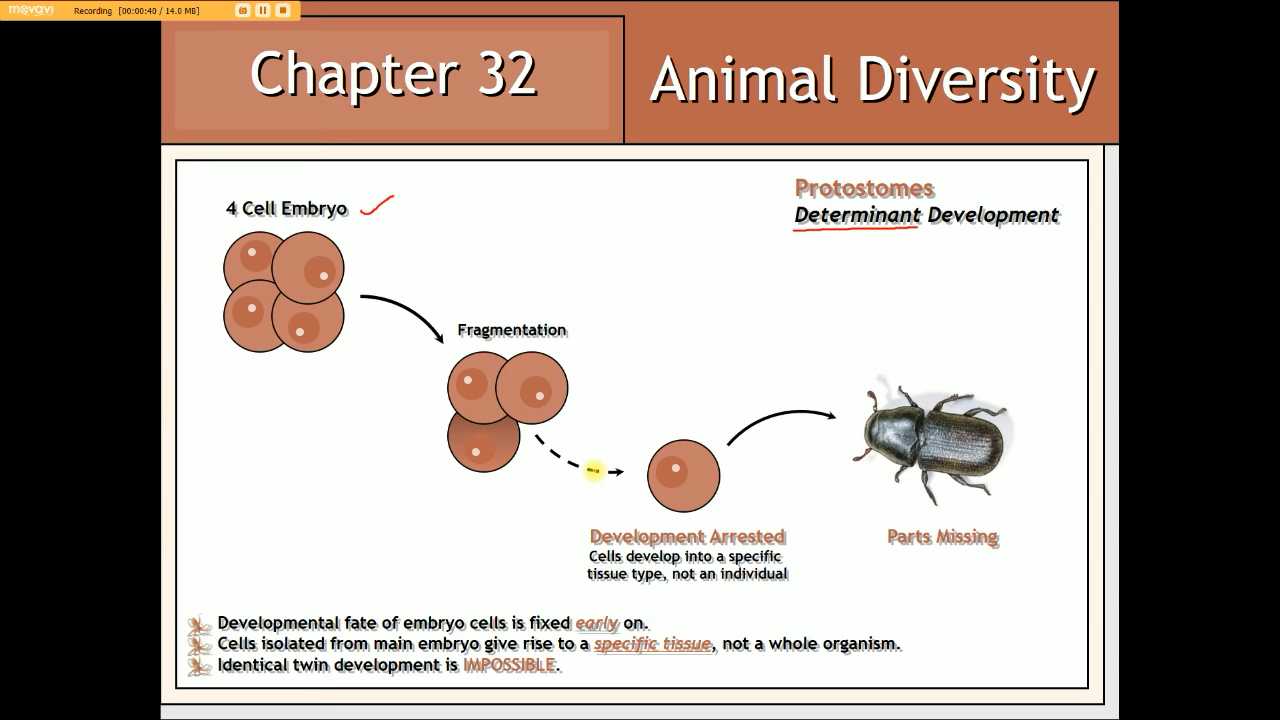 movavi Recording [00:00:40 / 14.0 MB]
Chapter 32
Animal Diversity
Protostomes
Determinant Development
4 Cell Embryo
Fragmentation
Development Arrested
Cells develop into a specific
tissue type, not an individual
Parts Missing
Developmental fate of embryo cells is fixed early on.
Cells isolated from main embryo give rise to a specific tissue, not a whole organism.
Identical twin development is IMPOSSIBLE.